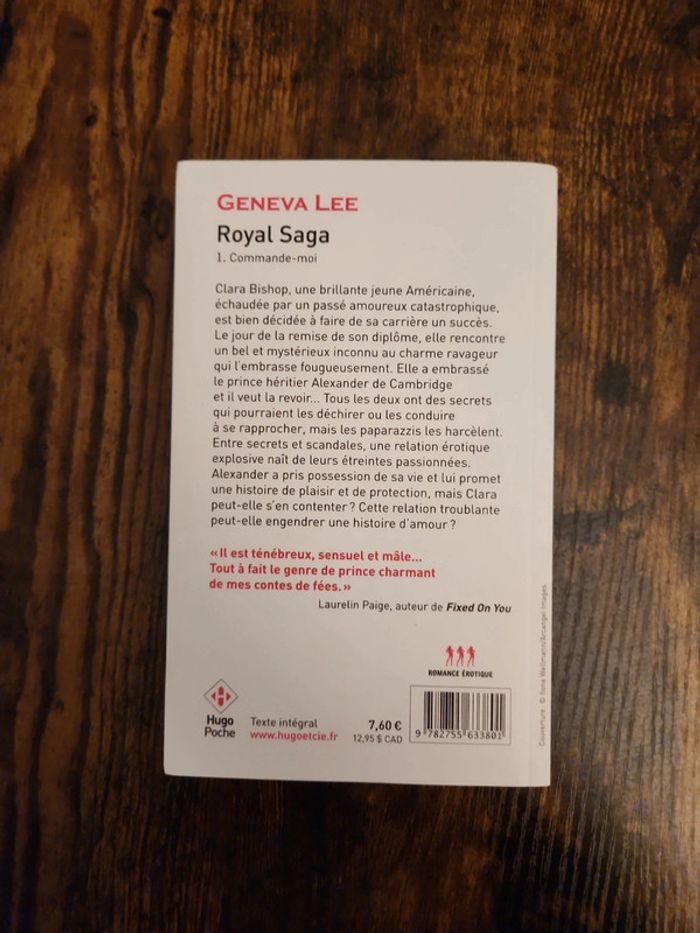 GENEVA LEE
Royal Saga
1. Commande-moi
Clara Bishop, une brillante jeune Américaine,
échaudée par un passé amoureux catastrophique,
est bien décidée à faire de sa carrière un succès.
Le jour de la remise de son diplôme, elle rencontre
un bel et mystérieux inconnu au charme ravageur
qui l'embrasse fougueusement. Elle a embrassé
le prince héritier Alexander de Cambridge
et il veut la revoir... Tous les deux ont des secrets
qui pourraient les déchirer ou les conduire
à se rapprocher, mais les paparazzis les harcèlent.
Entre secrets et scandales, une relation érotique
explosive naît de leurs étreintes passionnées.
Alexander a pris possession de sa vie et lui promet
une histoire de plaisir et de protection, mais Clara
peut-elle s'en contenter ? Cette relation troublante
peut-elle engendrer une histoire d'amour ?
« Il est ténébreux, sensuel et mâle...
Tout à fait le genre de prince charmant
de mes contes de fées. »
Laurelin Paige, auteur de Fixed On You
ROMANCE ÉROTIQUE
Hugo
Poche
Texte intégral
www.hugoetcie.fr
7,60 €
12,95 $ CAD
9 782755 633801
Couverture : © Ilona Wellmann/Arcangel Images